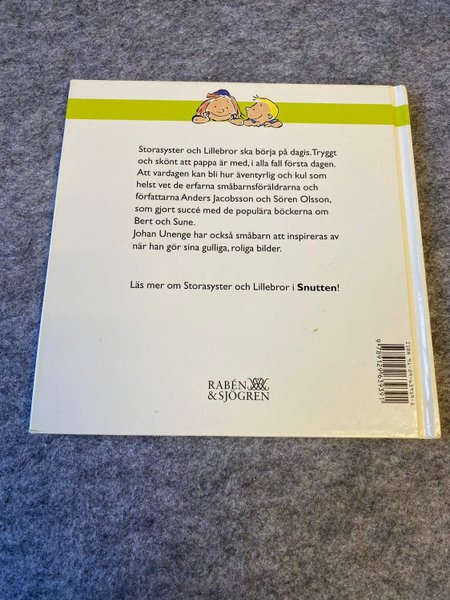 Storasyster och Lillebror ska börja på dagis. Tryggt
och skönt att pappa är med, i alla fall första dagen.
Att vardagen kan bli hur äventyrlig och kul som
helst vet de erfarna småbarnsföräldrarna och
författarna Anders Jacobsson och Sören Olsson,
som gjort succé med de populära böckerna om
Bert och Sune.
Johan Unenge har också småbarn att inspireras av
när han gör sina gulliga, roliga bilder.
Läs mer om Storasyster och Lillebror i Snutten!
RABÉN
&SJÖGREN